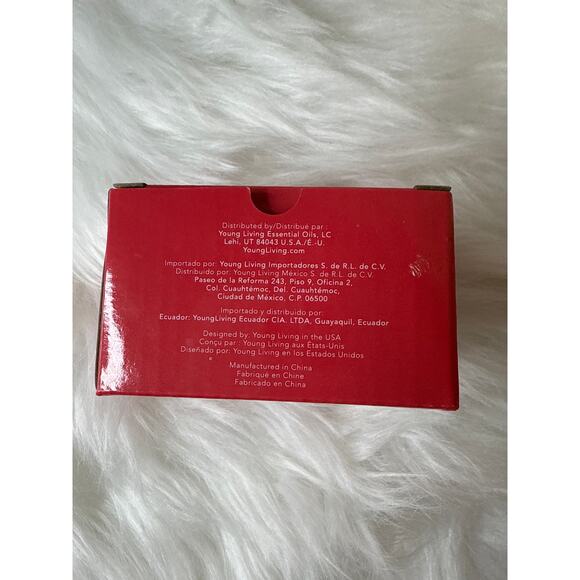 Distributed by/Distribué par :
Young Living Essential Oils, LC
Lehi, UT 84043 U.S.A./É.-U.
YoungLiving.com
Importado por: Young Living Importadores S. de R.L. de C.V.
Distribuido por: Young Living México S. de R.L. de C.V.
Paseo de la Reforma 243, Piso 9, Oficina 2,
Col. Cuauhtémoc, Del. Cuauhtémoc,
Ciudad de México, C.P. 06500
Importado y distribuido por:
Ecuador: YoungLiving Ecuador CIA. LTDA, Guayaquil, Ecuador
Designed by: Young Living in the USA
Conçu par : Young Living aux États-Unis
Diseñado por: Young Living en los Estados Unidos
Manufactured in China
Fabriqué en Chine
Fabricado en China